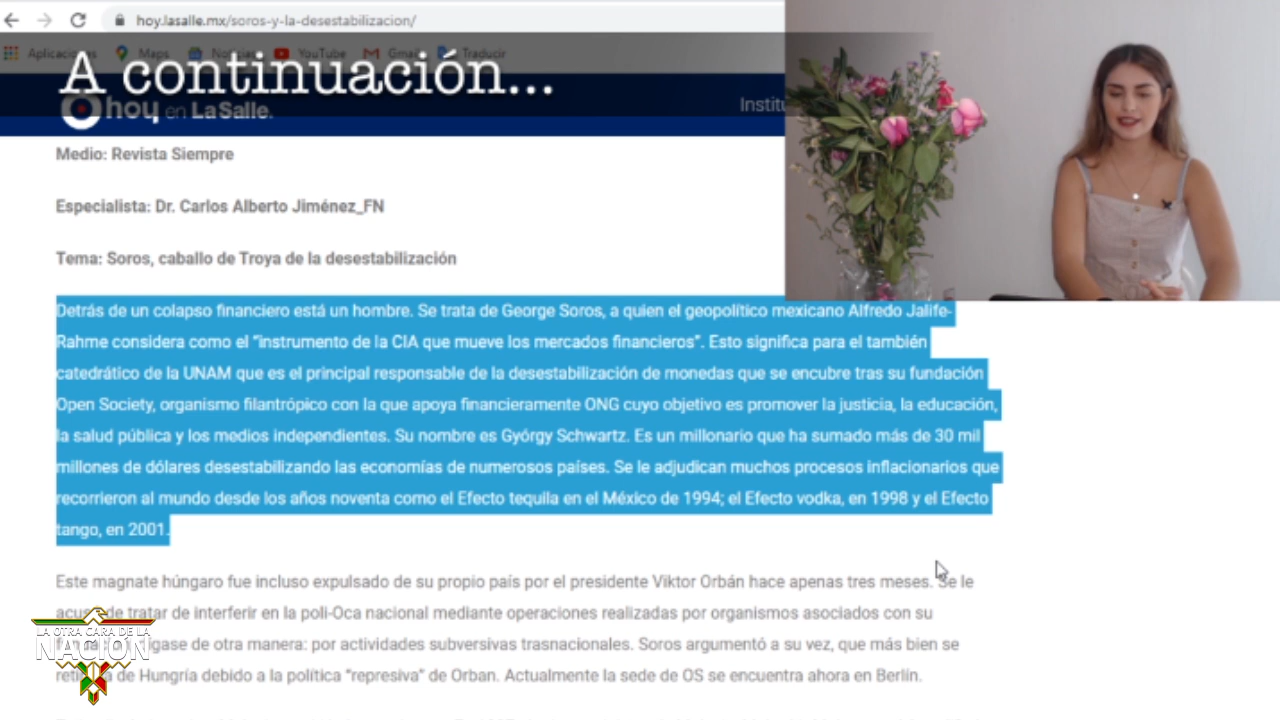 hoy.lasalle.mx/soros-y-la-desestabilizacion/
Aplicaciones Maps Noticias YouTube Gmail Traducir
A continuación...
hoy en LaSalle.
Medio: Revista Siempre
Especialista: Dr. Carlos Alberto Jiménez_FN
Tema: Soros, caballo de Troya de la desestabilización
Detrás de un colapso financiero está un hombre. Se trata de George Soros, a quien el geopolítico mexicano Alfredo Jalife-
Rahme considera como el “instrumento de la CIA que mueve los mercados financieros”. Esto significa para el también
catedrático de la UNAM que es el principal responsable de la desestabilización de monedas que se encubre tras su fundación
Open Society, organismo filantrópico con la que apoya financieramente ONG cuyo objetivo es promover la justicia, la educación,
la salud pública y los medios independientes. Su nombre es Gyórgy Schwartz. Es un millonario que ha sumado más de 30 mil
millones de dólares desestabilizando las economías de numerosos países. Se le adjudican muchos procesos inflacionarios que
recorrieron al mundo desde los años noventa como el Efecto tequila en el México de 1994; el Efecto vodka, en 1998 y el Efecto
tango, en 2001.
Este magnate húngaro fue incluso expulsado de su propio país por el presidente Viktor Orbán hace apenas tres meses. Se le
de tratar de interferir en la poli-Oca nacional mediante operaciones realizadas por organismos asociados con su
de otra manera: por actividades subversivas trasnacionales. Soros argumentó a su vez, que más bien se
de Hungría debido a la política “represiva” de Orban. Actualmente la sede de OS se encuentra ahora en Berlín.
LA OTRA CARA DE LA
NACIÓN